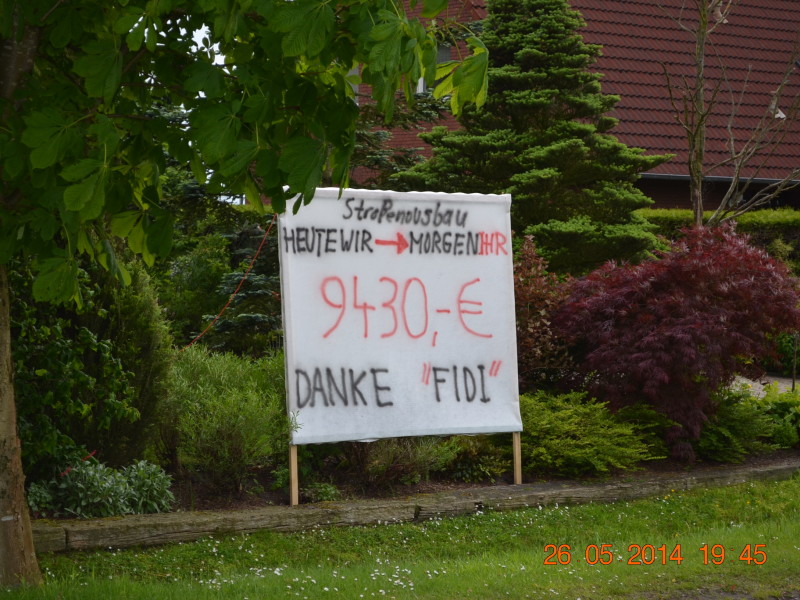 Straßenausbau
HEUTE WIR → MORGEN IHR
9430,-€
DANKE "FIDI"
26 05 2014 19 45